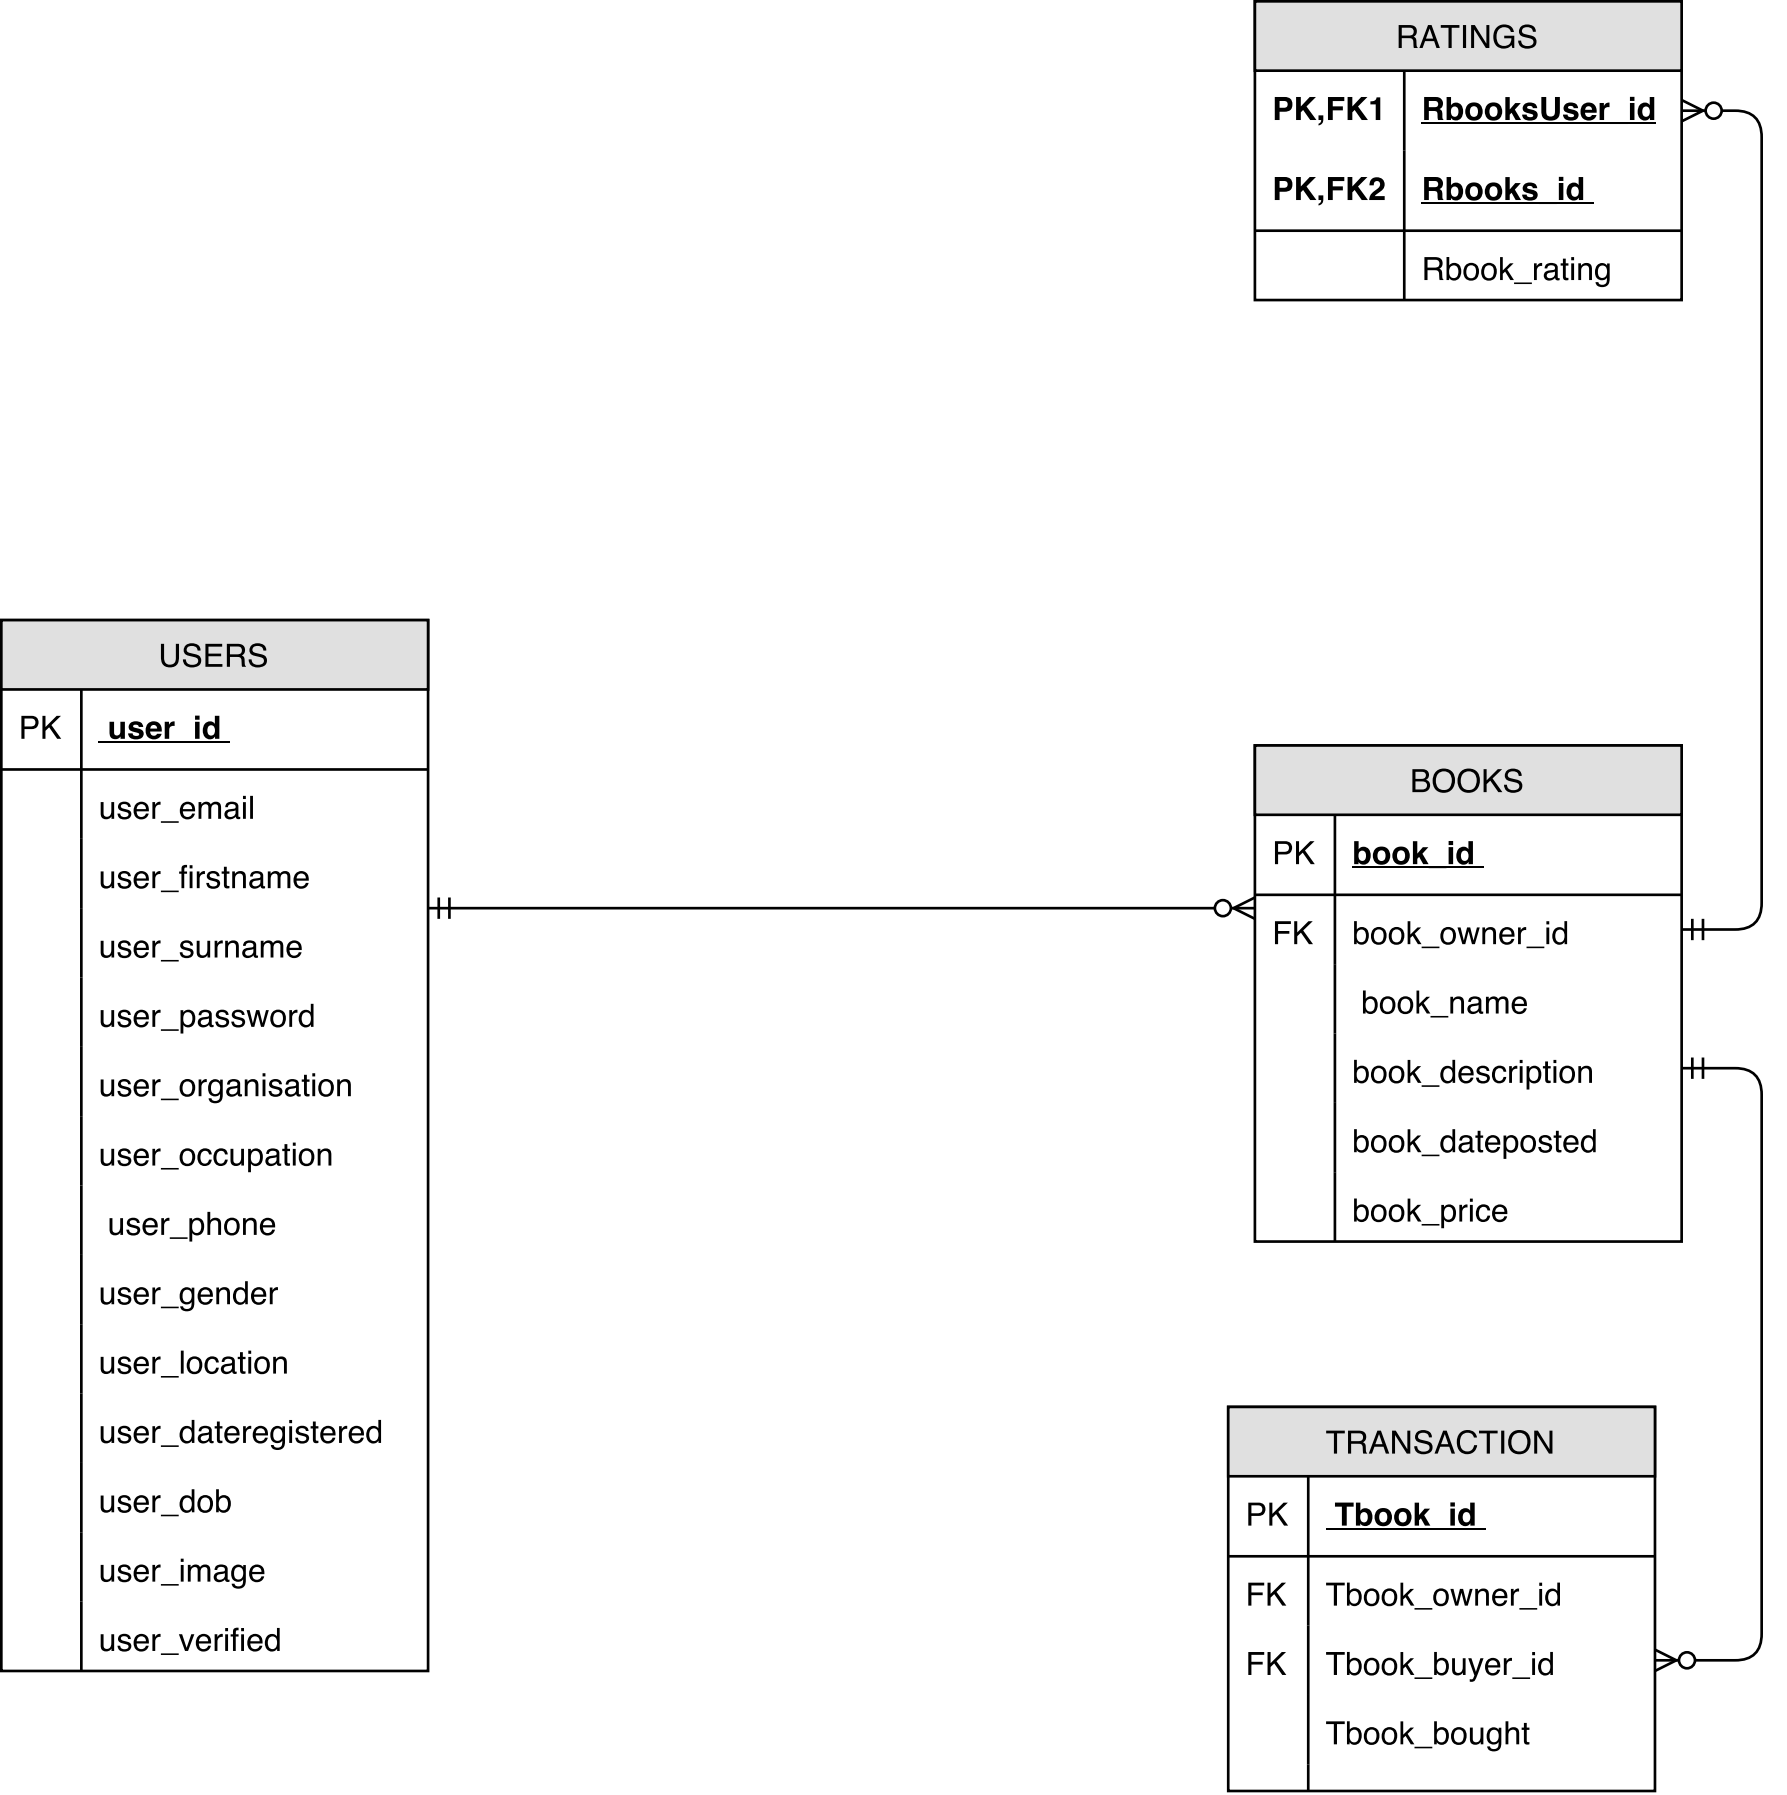 RATINGS
PK,FK1 RbooksUser_id
PK,FK2 Rbooks_id
Rbook_rating
USERS
PK user_id
user_email
user_firstname
user_surname
user_password
user_organisation
user_occupation
user_phone
user_gender
user_location
user_dateregistered
user_dob
user_image
user_verified
BOOKS
PK book_id
FK book_owner_id
book_name
book_description
book_dateposted
book_price
TRANSACTION
PK Tbook_id
FK Tbook_owner_id
FK Tbook_buyer_id
Tbook_bought